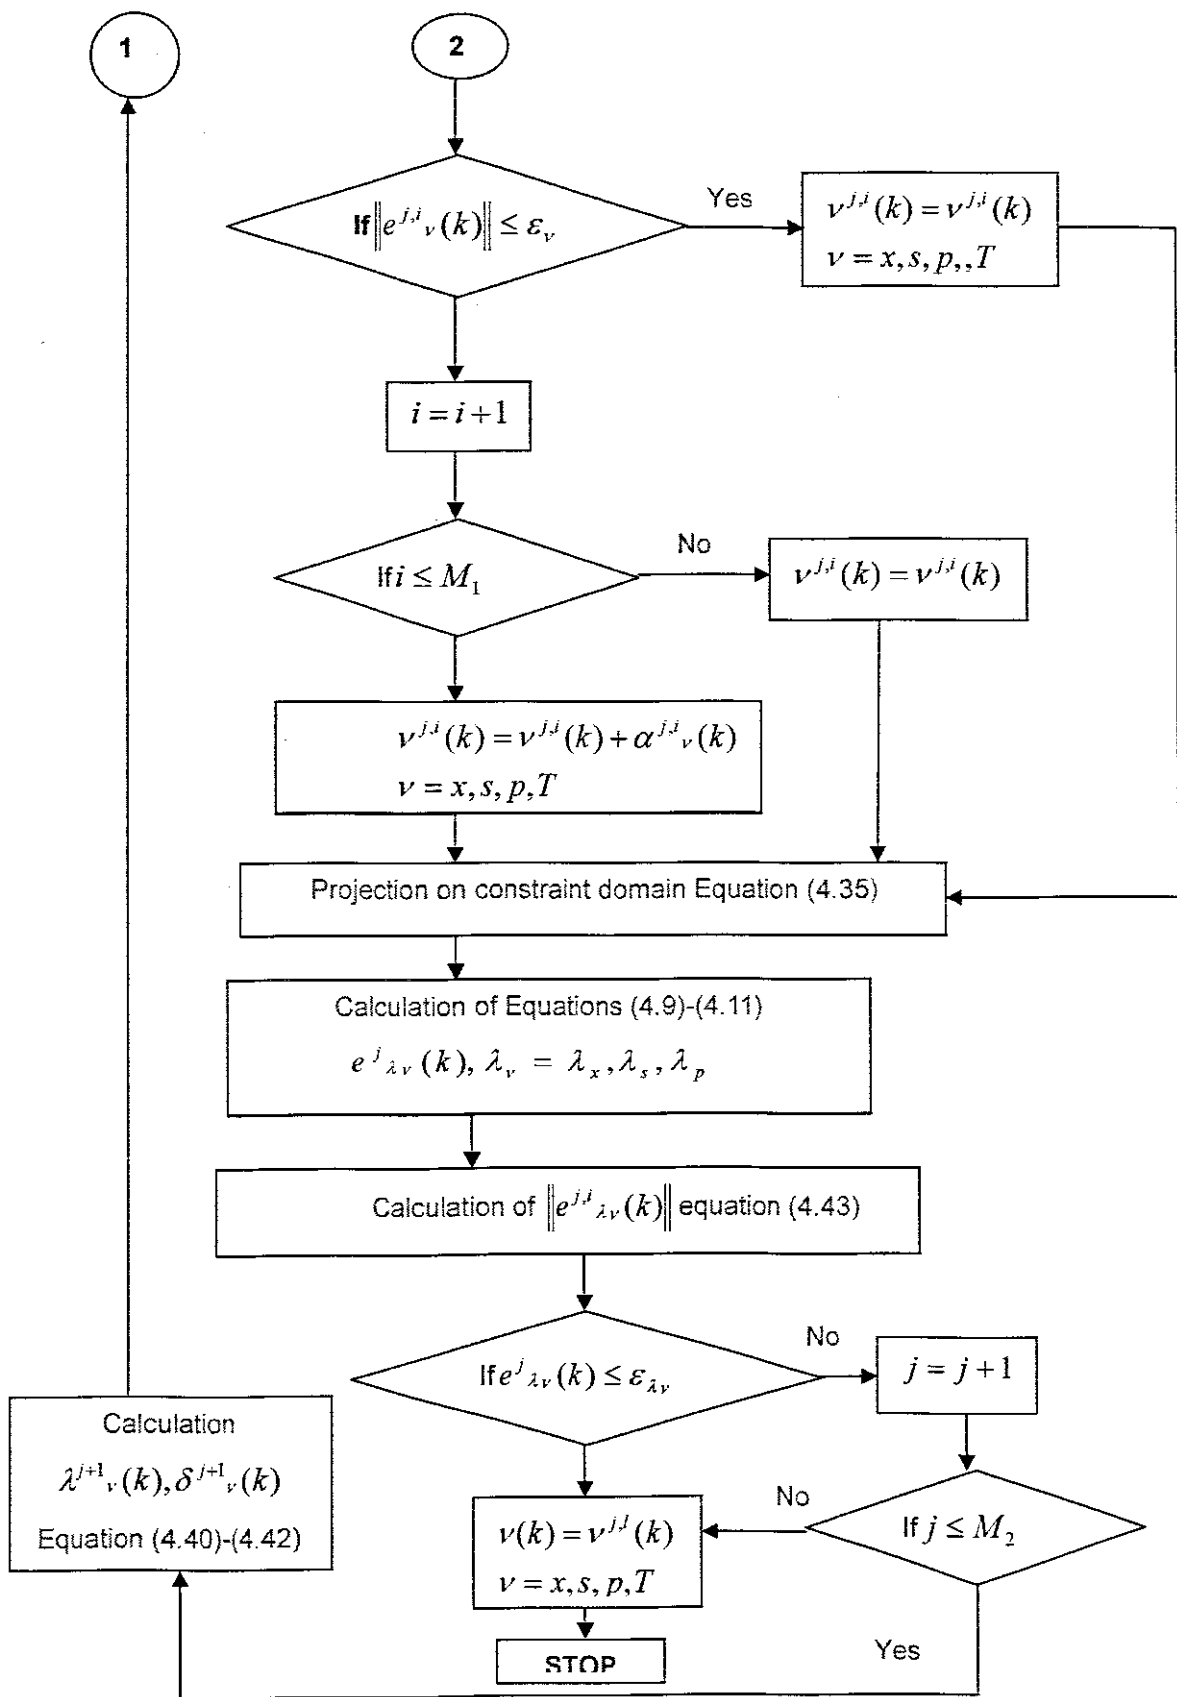 1
2
If ‖e^{j,i}_ν(k)‖ ≤ ε_ν
Yes
ν^{j,i}(k) = ν^{j,i}(k)
ν = x, s, p,,T
i = i+1
If i ≤ M_1
No
ν^{j,i}(k) = ν^{j,i}(k)
ν^{j,i}(k) = ν^{j,i}(k) + α^{j,i}_ν(k)
ν = x, s, p, T
Projection on constraint domain Equation (4.35)
Calculation of Equations (4.9)-(4.11)
e^j_{λν}(k), λ_ν = λ_x, λ_s, λ_p
Calculation of ‖e^{j,i}_{λν}(k)‖ equation (4.43)
If e^j_{λν}(k) ≤ ε_{λν}
No
j = j+1
Calculation
λ^{j+1}_ν(k), δ^{j+1}_ν(k)
Equation (4.40)-(4.42)
If j ≤ M_2
No
ν(k) = ν^{j,l}(k)
ν = x, s, p, T
Yes
STOP